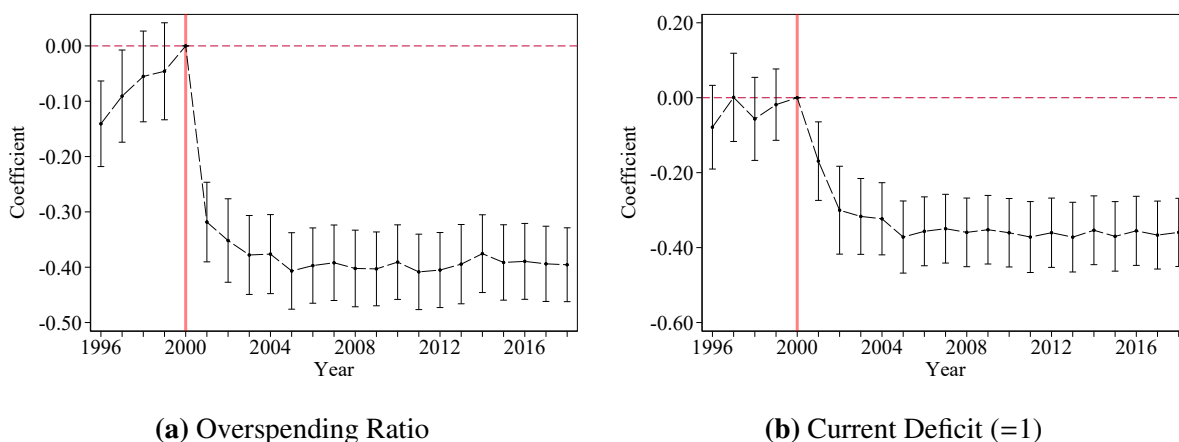 0.00
-0.10
-0.20
-0.30
-0.40
-0.50
Coefficient
1996 2000 2004 2008 2012 2016
Year
(a) Overspending Ratio
0.20
0.00
-0.20
-0.40
-0.60
Coefficient
1996 2000 2004 2008 2012 2016
Year
(b) Current Deficit (=1)